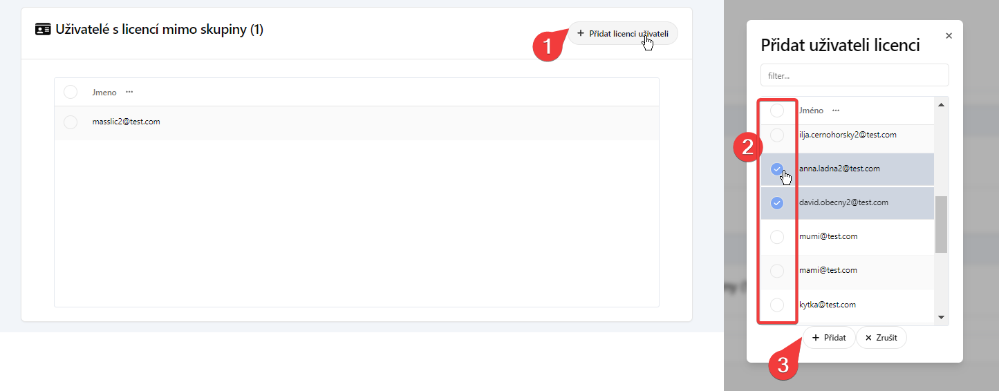 Uživatelé s licencí mimo skupiny (1)
1
+ Přidat licenci uživateli
Jmeno ...
masslic2@test.com
Přidat uživateli licenci
filter...
2
Jméno ...
ilja.cernohorsky2@test.com
anna.ladna2@test.com
david.obecny2@test.com
mumi@test.com
mami@test.com
kytka@test.com
+ Přidat
× Zrušit
3